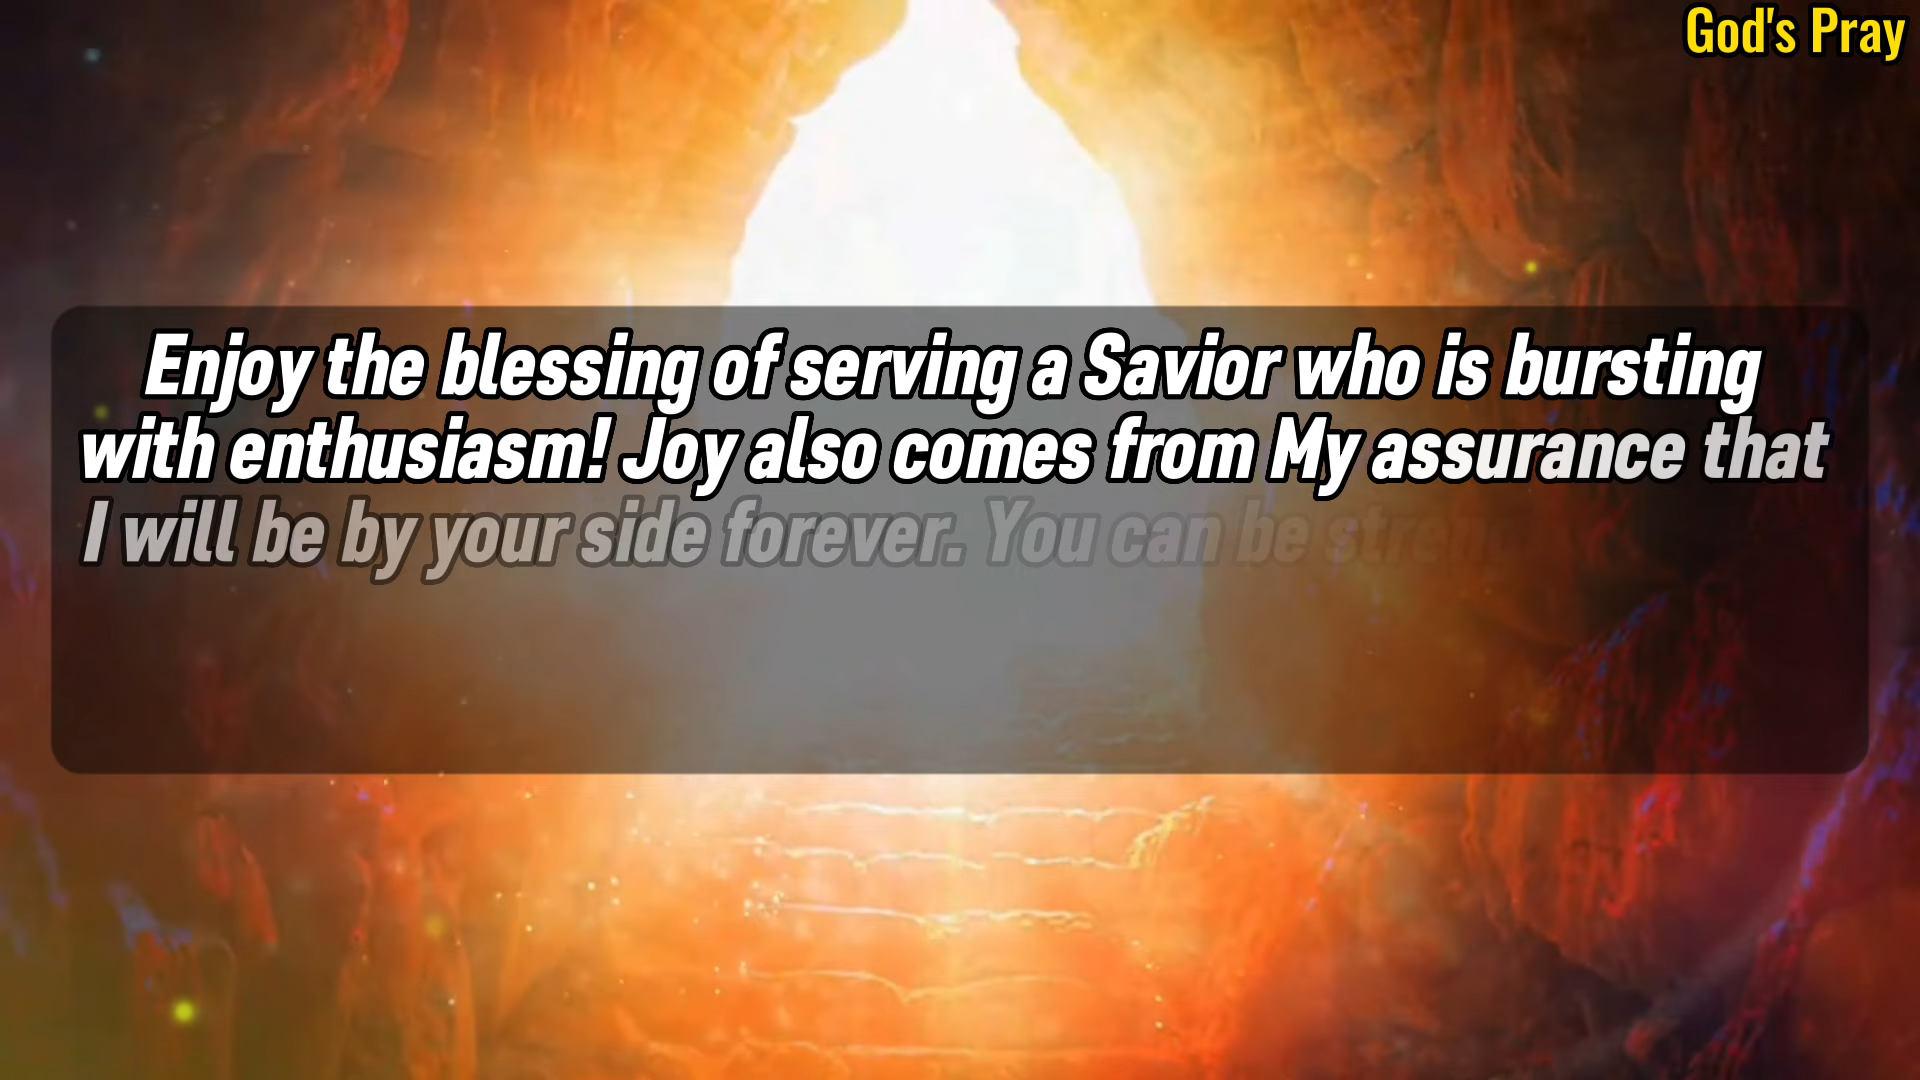 God's Pray
Enjoy the blessing of serving a Savior who is bursting
with enthusiasm! Joy also comes from My assurance that
I will be by your side forever. You can be